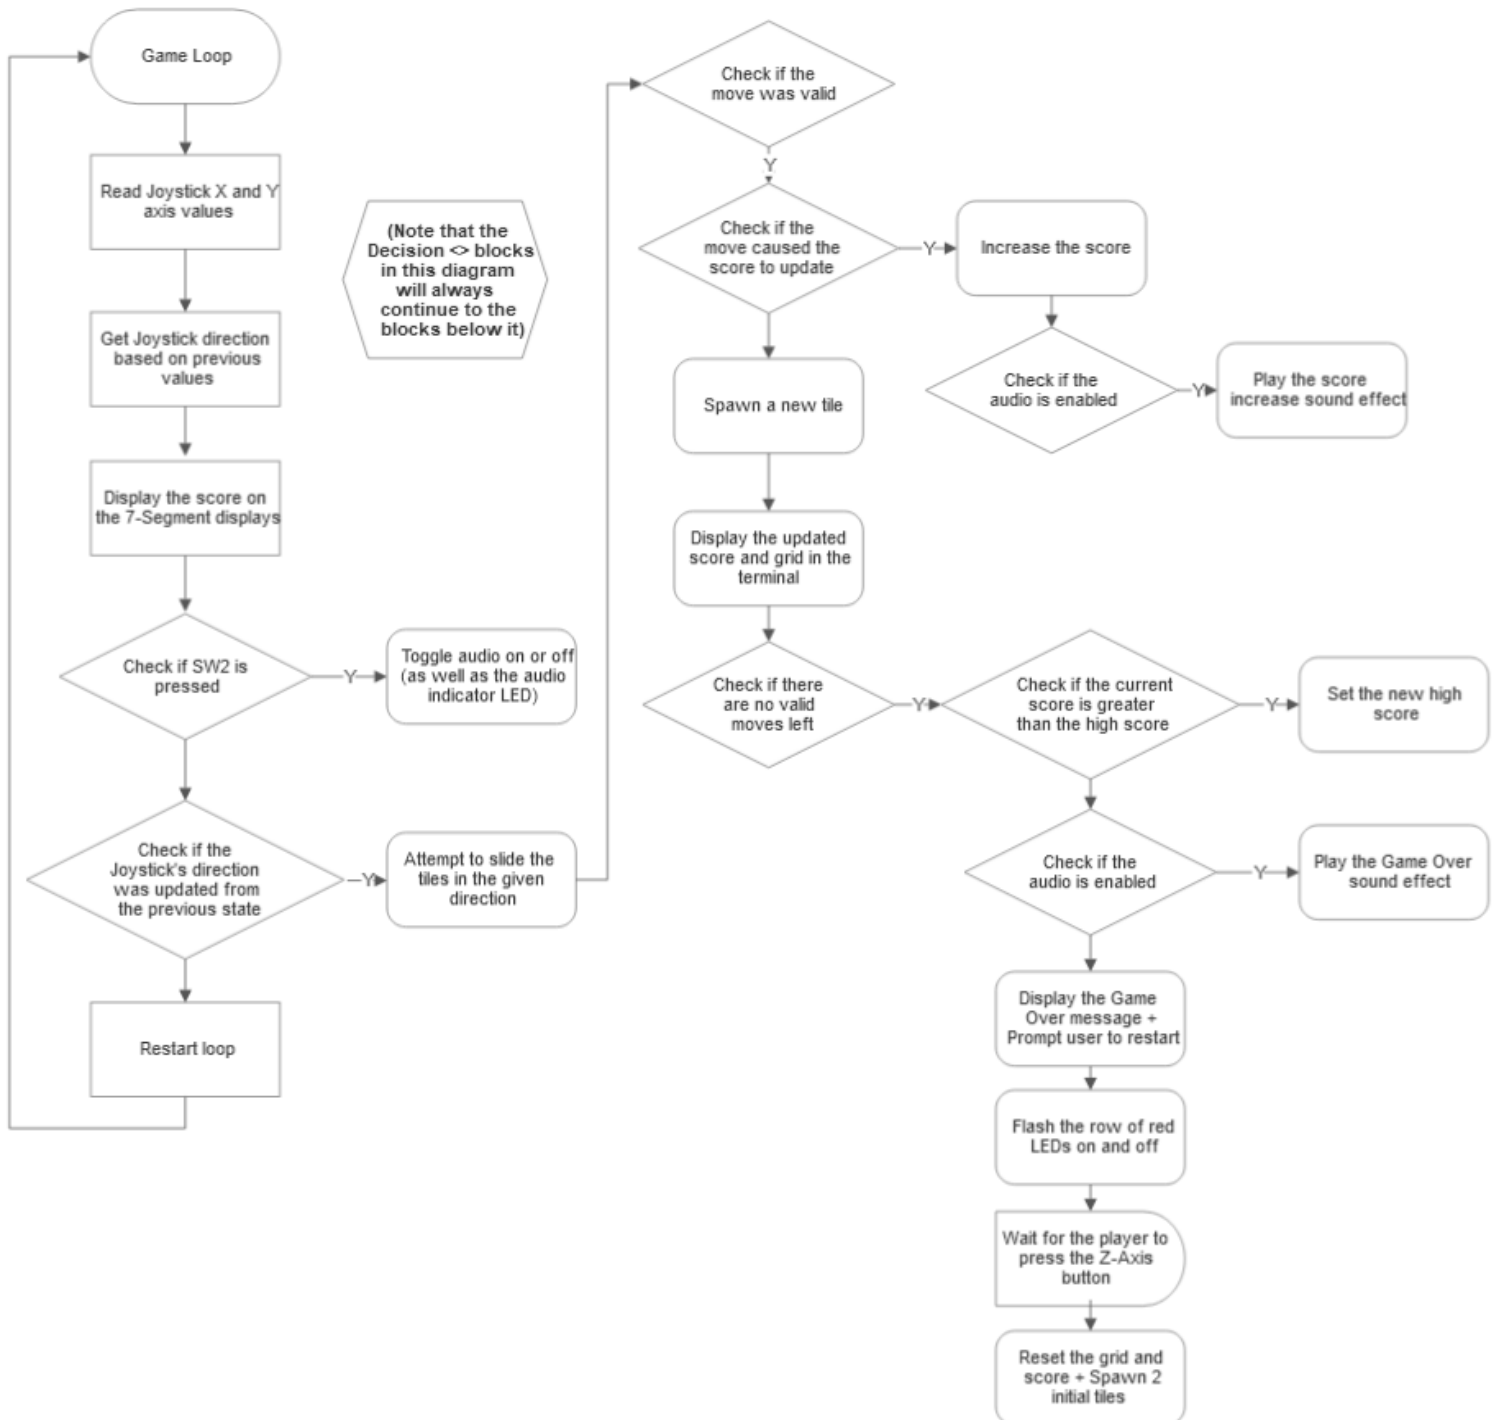 Game Loop
Read Joystick X and Y
axis values
Get Joystick direction
based on previous
values
Display the score on
the 7-Segment displays
Check if SW2 is
pressed
Y
Toggle audio on or off
(as well as the audio
indicator LED)
Check if the
Joystick's direction
was updated from
the previous state
Y
Attempt to slide the
tiles in the given
direction
Restart loop
(Note that the
Decision <> blocks
in this diagram
will always
continue to the
blocks below it)
Check if the
move was valid
Y
Check if the
move caused the
score to update
Y
Increase the score
Check if the
audio is enabled
Y
Play the score
increase sound effect
Spawn a new tile
Display the updated
score and grid in the
terminal
Check if there
are no valid
moves left
Y
Check if the current
score is greater
than the high score
Y
Set the new high
score
Check if the
audio is enabled
Y
Play the Game Over
sound effect
Display the Game
Over message +
Prompt user to restart
Flash the row of red
LEDs on and off
Wait for the player to
press the Z-Axis
button
Reset the grid and
score + Spawn 2
initial tiles